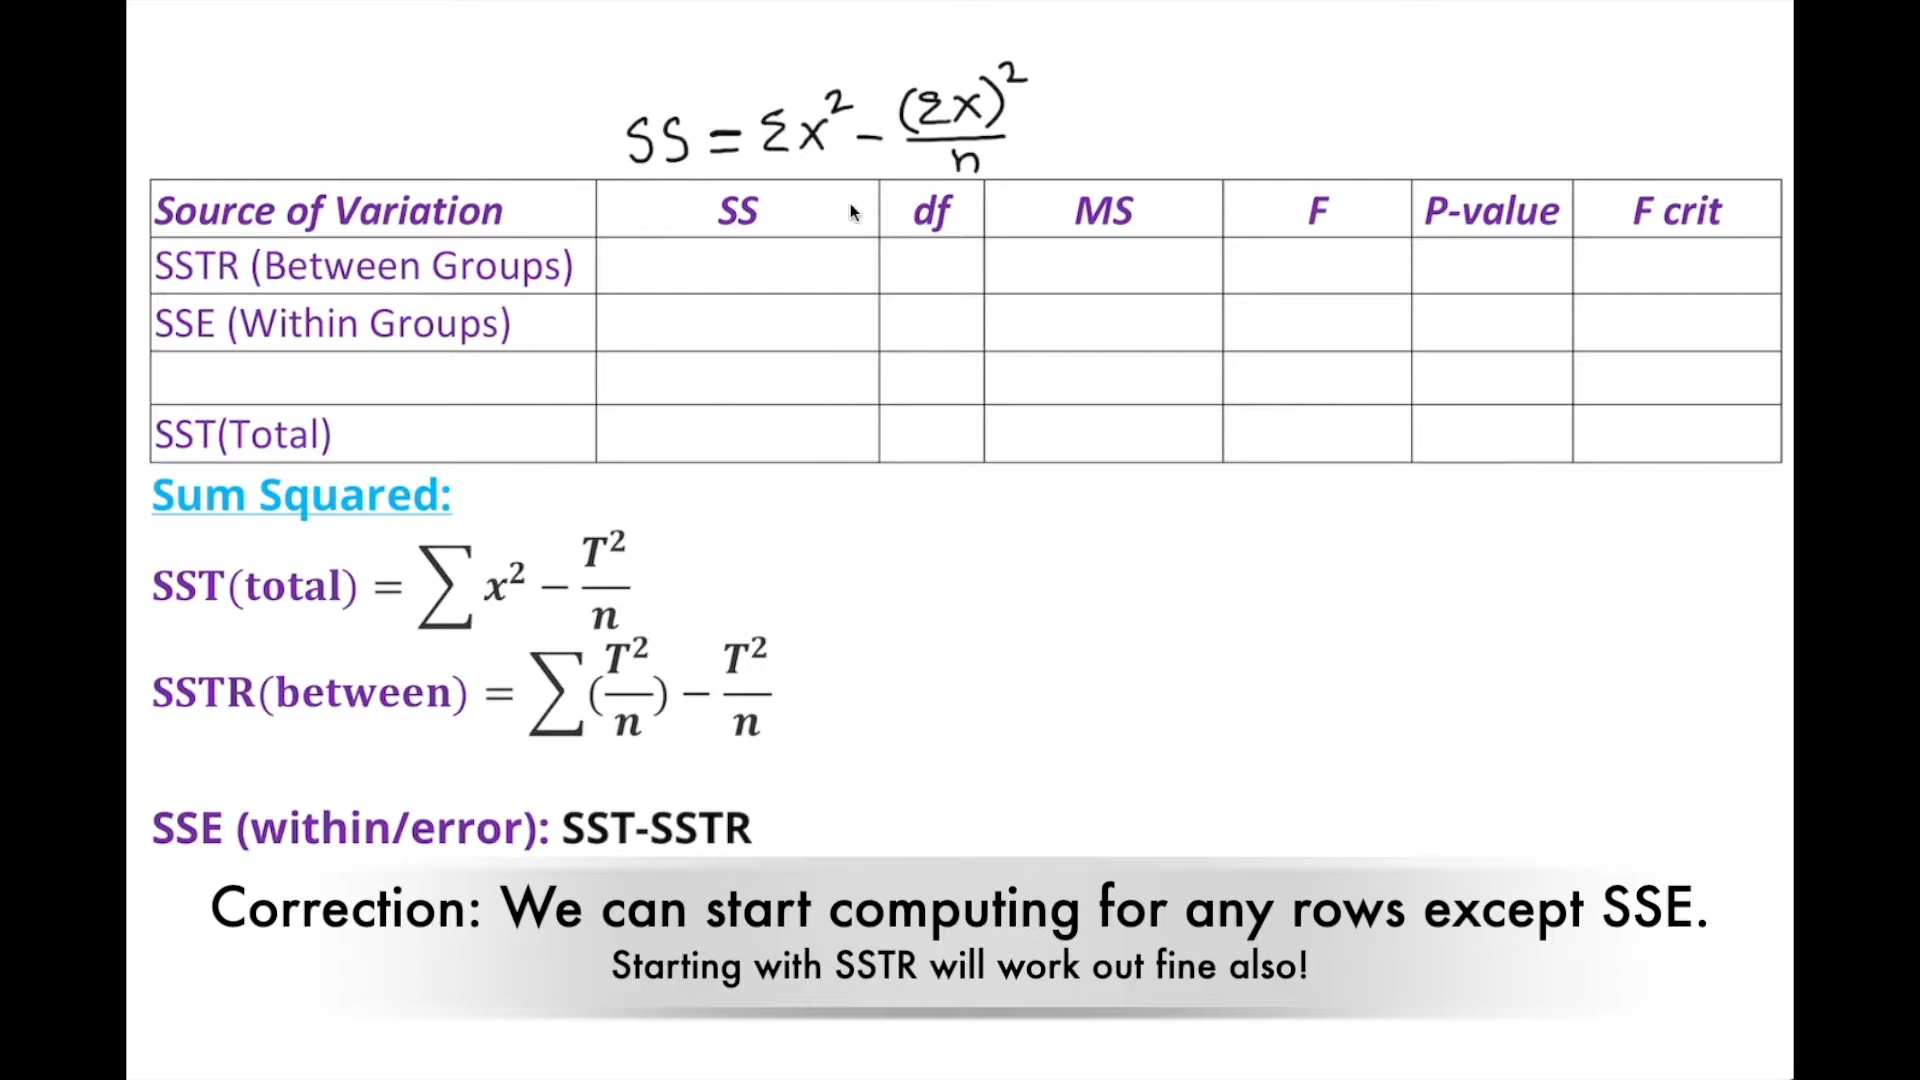 SS = Σx² - (Σx)²/n
Source of Variation SS df MS F P-value F crit
SSTR (Between Groups)
SSE (Within Groups)
SST(Total)
Sum Squared:
SST(total) = ∑ x² − T²/n
SSTR(between) = ∑(T²/n) − T²/n
SSE (within/error): SST-SSTR
Correction: We can start computing for any rows except SSE.
Starting with SSTR will work out fine also!